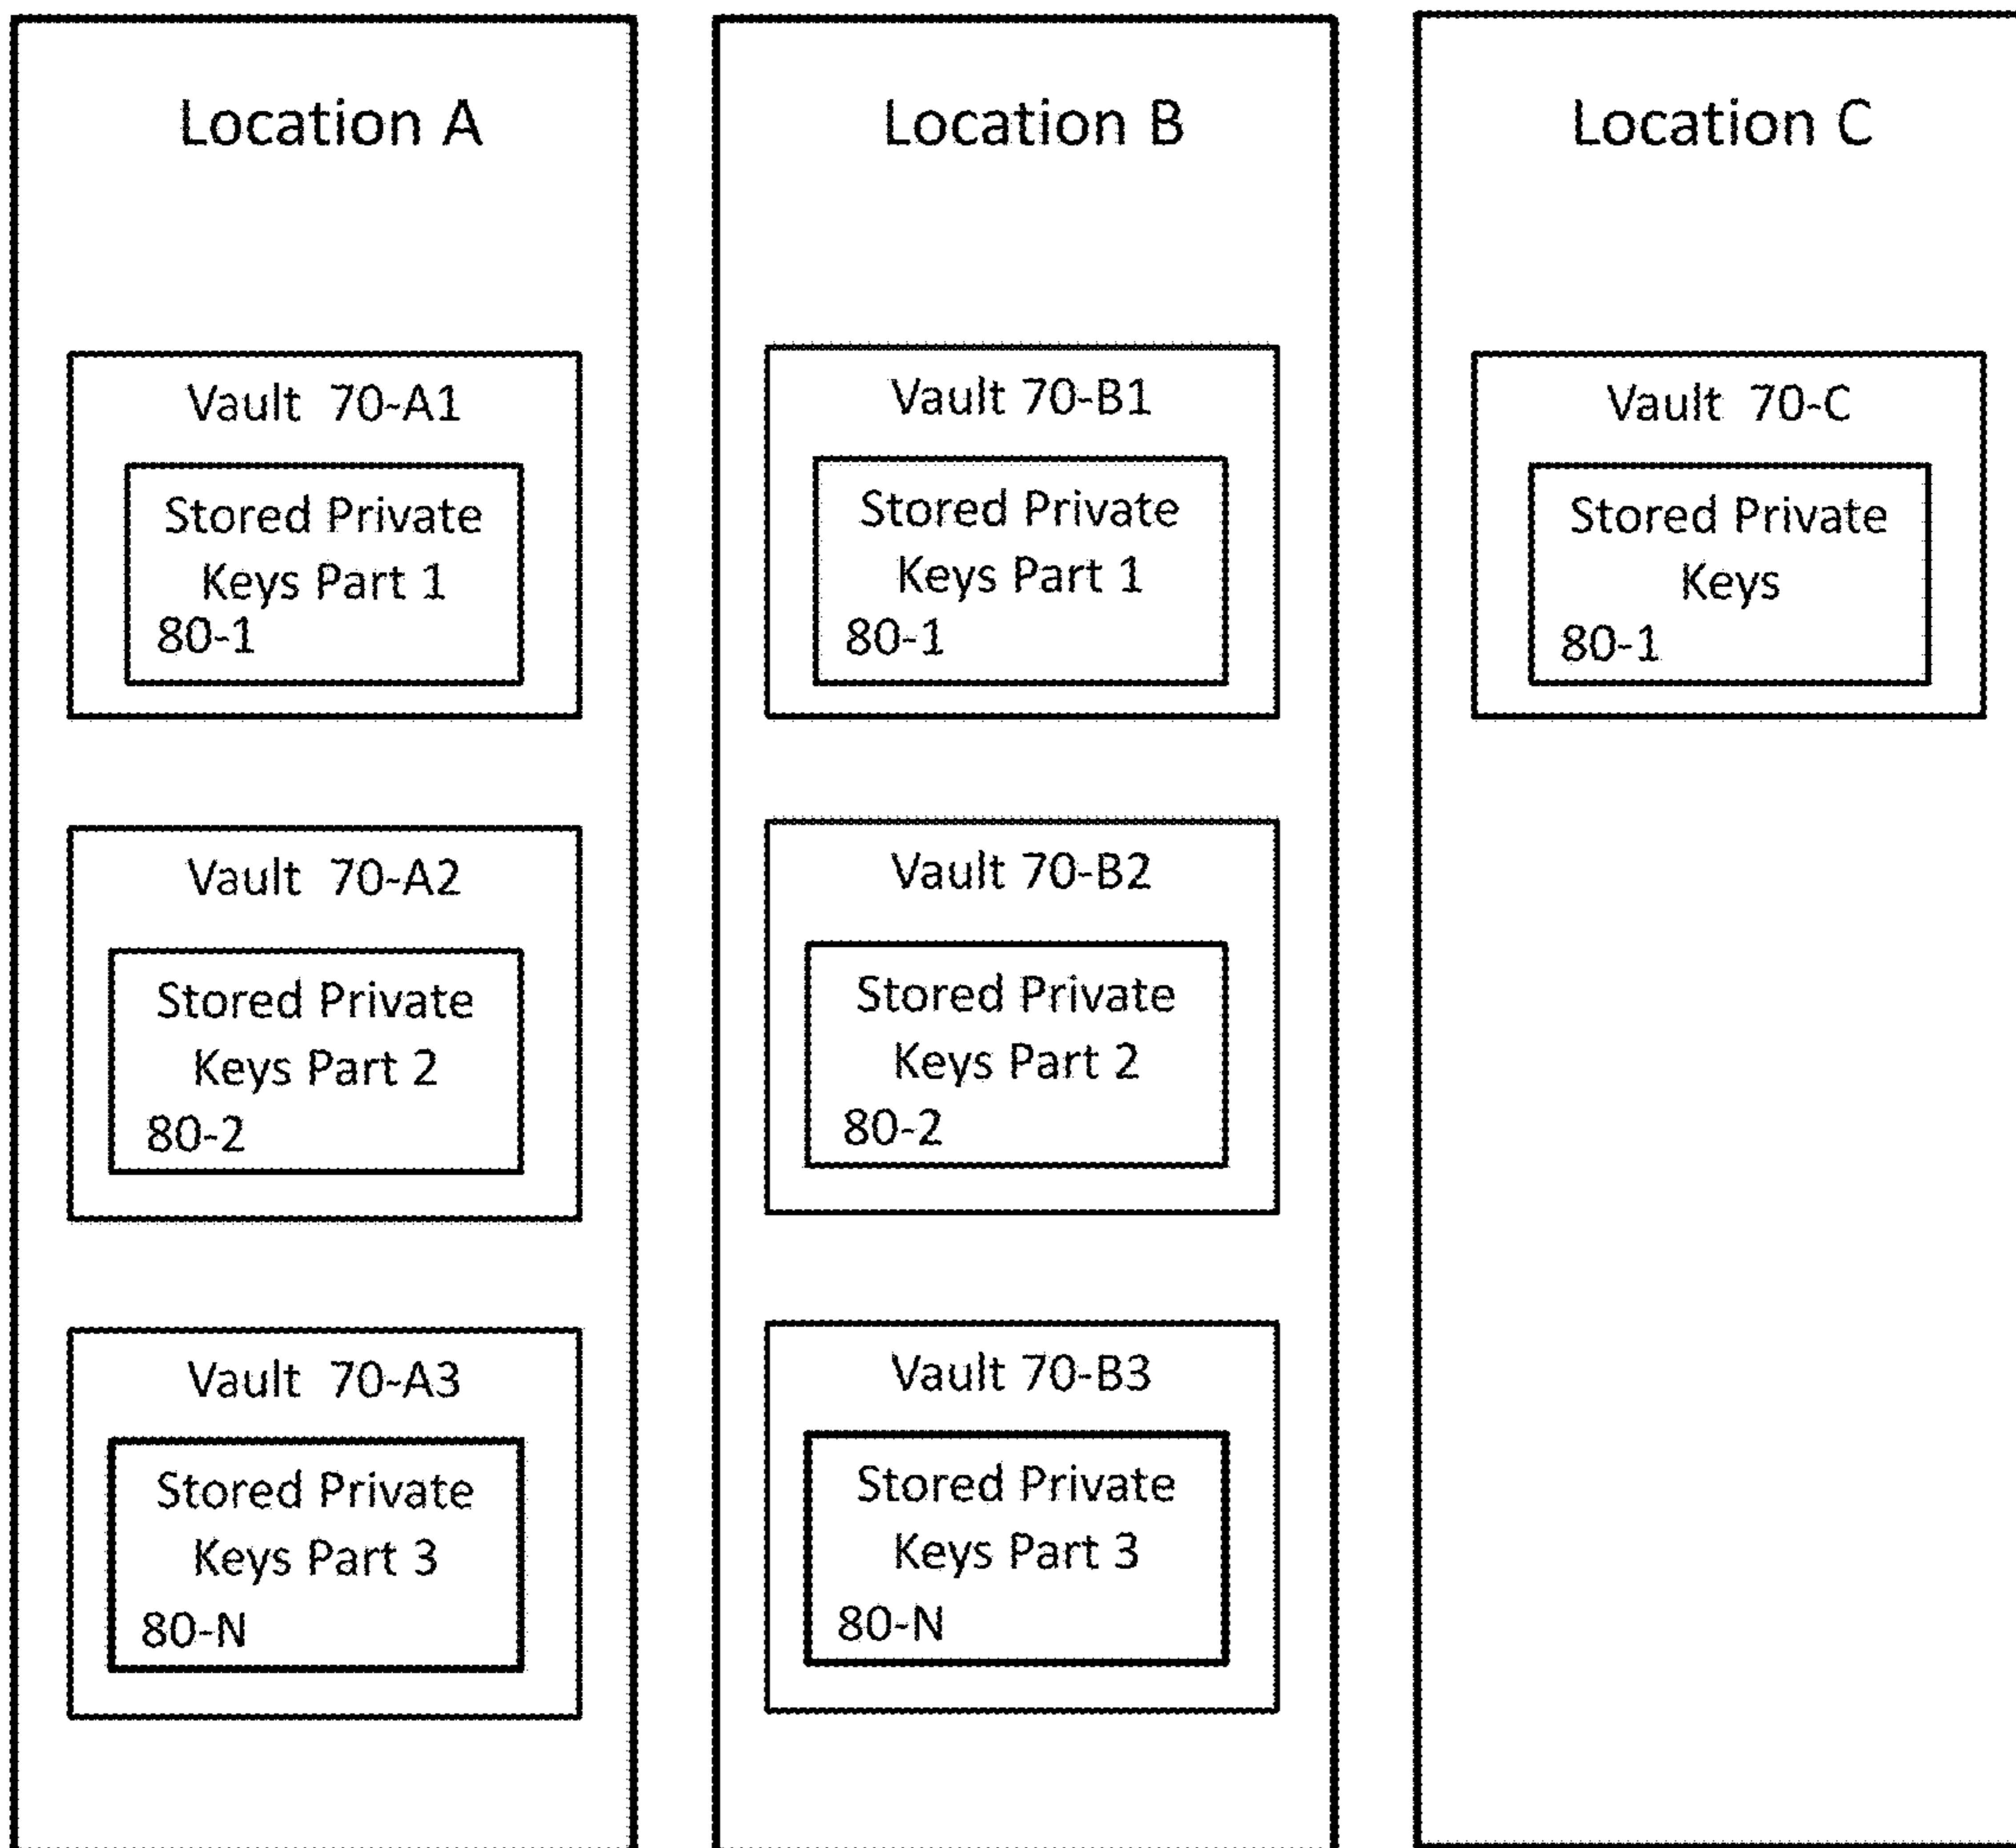 Location A
Vault 70-A1
Stored Private
Keys Part 1
80-1
Vault 70-A2
Stored Private
Keys Part 2
80-2
Vault 70-A3
Stored Private
Keys Part 3
80-N
Location B
Vault 70-B1
Stored Private
Keys Part 1
80-1
Vault 70-B2
Stored Private
Keys Part 2
80-2
Vault 70-B3
Stored Private
Keys Part 3
80-N
Location C
Vault 70-C
Stored Private
Keys
80-1